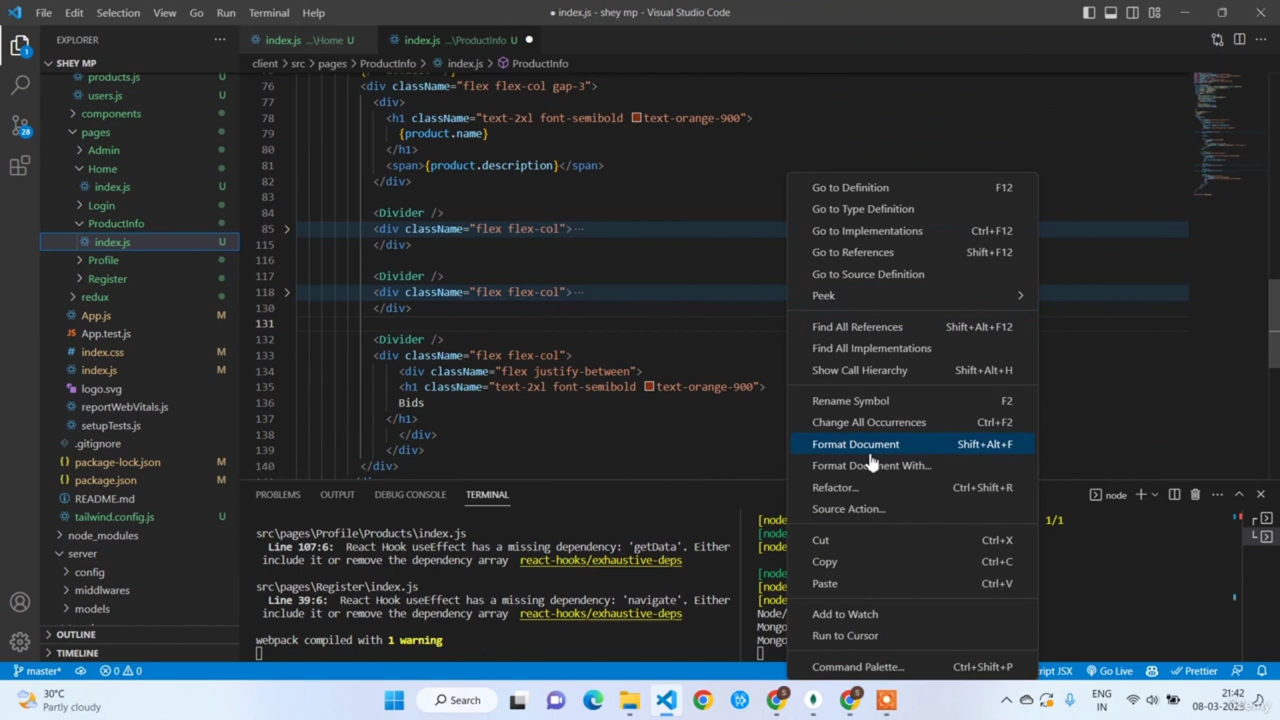 File Edit Selection View Go Run Terminal Help
● index.js - shey mp - Visual Studio Code
EXPLORER ···
index.js ...\Home U
index.js ...\ProductInfo U
SHEY MP
client > src > pages > ProductInfo > index.js > ProductInfo
products.js U
users.js U
components
pages
Admin
Home
index.js U
Login
ProductInfo
index.js U
Profile
Register
redux
App.js M
App.test.js
index.css M
index.js M
logo.svg
reportWebVitals.js
setupTests.js
.gitignore
package-lock.json M
package.json M
README.md
tailwind.config.js U
node_modules
server
config
middlwares
models
OUTLINE
TIMELINE
76 <div className="flex flex-col gap-3">
77 <div>
78 <h1 className="text-2xl font-semibold text-orange-900">
79 {product.name}
80 </h1>
81 <span>{product.description}</span>
82 </div>
83
84 <Divider />
85 <div className="flex flex-col">···
115 </div>
116
117 <Divider />
118 <div className="flex flex-col">···
130 </div>
131
132 <Divider />
133 <div className="flex flex-col">
134 <div className="flex justify-between">
135 <h1 className="text-2xl font-semibold text-orange-900">
136 Bids
137 </h1>
138 </div>
139 </div>
140 </div>
Go to Definition F12
Go to Type Definition
Go to Implementations Ctrl+F12
Go to References Shift+F12
Go to Source Definition
Peek
Find All References Shift+Alt+F12
Find All Implementations
Show Call Hierarchy Shift+Alt+H
Rename Symbol F2
Change All Occurrences Ctrl+F2
Format Document Shift+Alt+F
Format Document With...
Refactor... Ctrl+Shift+R
Source Action...
Cut Ctrl+X
Copy Ctrl+C
Paste Ctrl+V
Add to Watch
Run to Cursor
Command Palette... Ctrl+Shift+P
PROBLEMS OUTPUT DEBUG CONSOLE TERMINAL
node
src\pages\Profile\Products\index.js
Line 107:6: React Hook useEffect has a missing dependency: 'getData'. Either
include it or remove the dependency array react-hooks/exhaustive-deps
src\pages\Register\index.js
Line 39:6: React Hook useEffect has a missing dependency: 'navigate'. Either
include it or remove the dependency array react-hooks/exhaustive-deps
webpack compiled with 1 warning
[node
[node
[node
[node
[node
[node
Node/
Mongo
Mongo
1/1
master* 0 0
cript JSX Go Live Prettier
30°C
Partly cloudy
Search
ENG
IN
21:42
08-03-2023
1
28